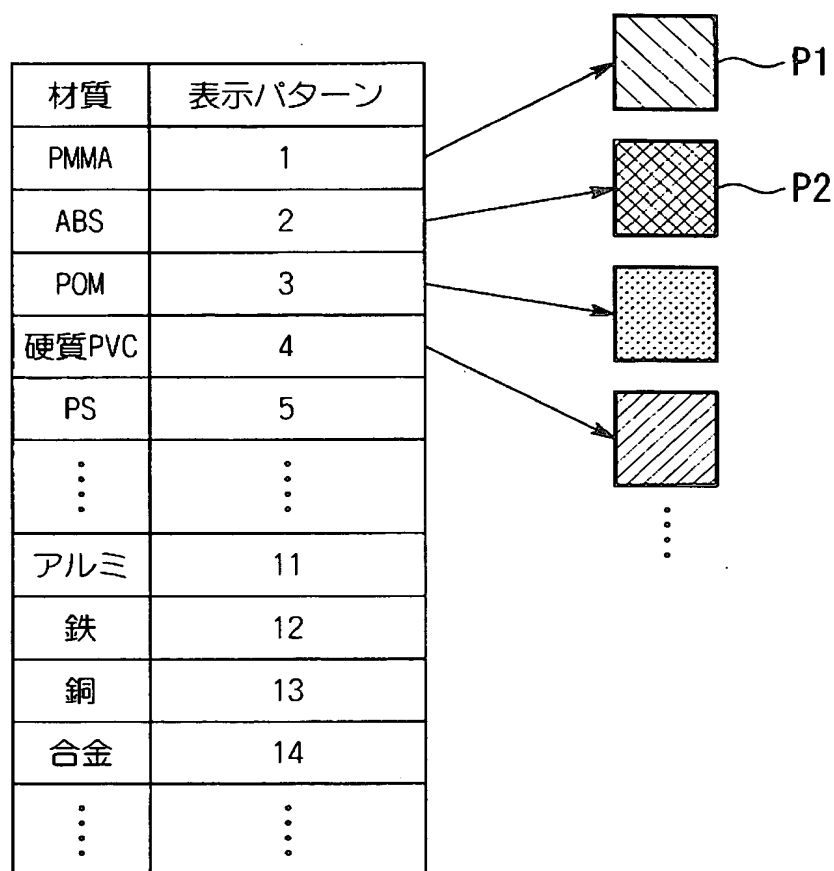 材質 表示パターン
PMMA 1
ABS 2
POM 3
硬質PVC 4
PS 5
アルミ 11
鉄 12
銅 13
合金 14
P1
P2